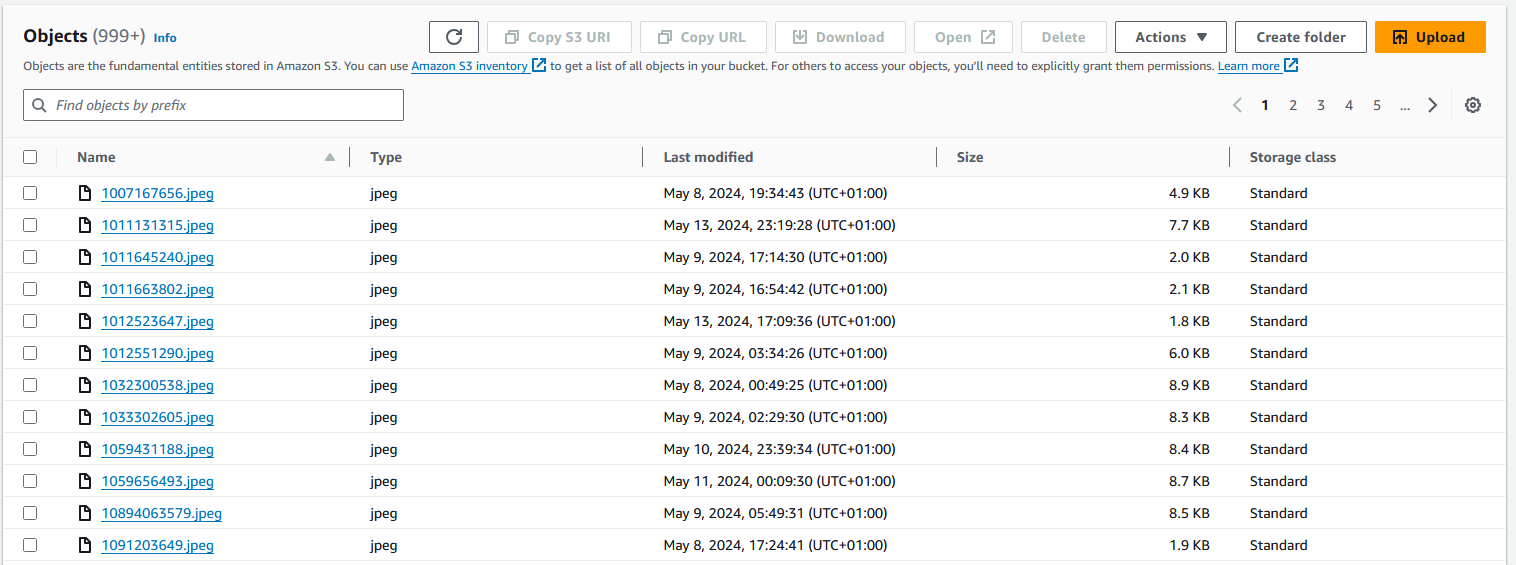 Objects (999+) Info
Copy S3 URI Copy URL Download Open Delete Actions Create folder Upload
Objects are the fundamental entities stored in Amazon S3. You can use Amazon S3 inventory to get a list of all objects in your bucket. For others to access your objects, you'll need to explicitly grant them permissions. Learn more
Find objects by prefix
1 2 3 4 5 ...
Name Type Last modified Size Storage class
1007167656.jpeg jpeg May 8, 2024, 19:34:43 (UTC+01:00) 4.9 KB Standard
1011131315.jpeg jpeg May 13, 2024, 23:19:28 (UTC+01:00) 7.7 KB Standard
1011645240.jpeg jpeg May 9, 2024, 17:14:30 (UTC+01:00) 2.0 KB Standard
1011663802.jpeg jpeg May 9, 2024, 16:54:42 (UTC+01:00) 2.1 KB Standard
1012523647.jpeg jpeg May 13, 2024, 17:09:36 (UTC+01:00) 1.8 KB Standard
1012551290.jpeg jpeg May 9, 2024, 03:34:26 (UTC+01:00) 6.0 KB Standard
1032300538.jpeg jpeg May 8, 2024, 00:49:25 (UTC+01:00) 8.9 KB Standard
1033302605.jpeg jpeg May 9, 2024, 02:29:30 (UTC+01:00) 8.3 KB Standard
1059431188.jpeg jpeg May 10, 2024, 23:39:34 (UTC+01:00) 8.4 KB Standard
1059656493.jpeg jpeg May 11, 2024, 00:09:30 (UTC+01:00) 8.7 KB Standard
10894063579.jpeg jpeg May 9, 2024, 05:49:31 (UTC+01:00) 8.5 KB Standard
1091203649.jpeg jpeg May 8, 2024, 17:24:41 (UTC+01:00) 1.9 KB Standard